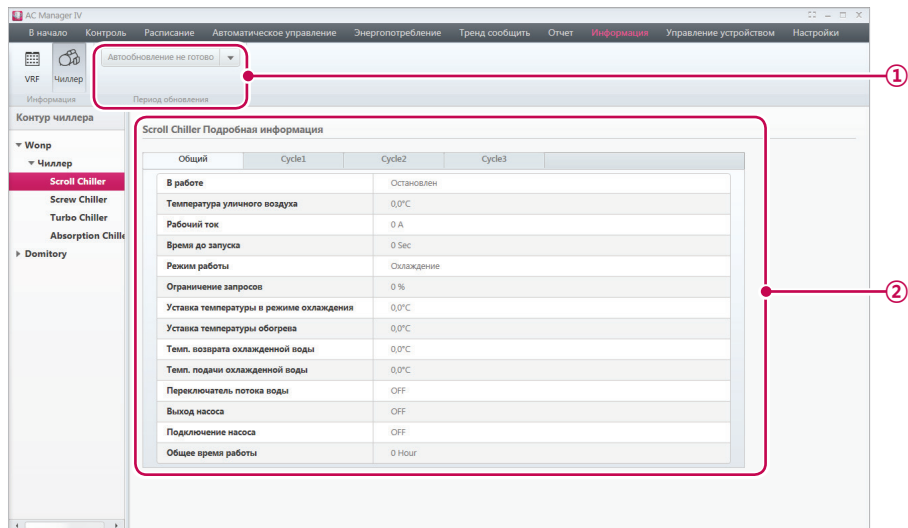 AC Manager IV
В начало Контроль Расписание Автоматическое управление Энергопотребление Тренд сообщить Отчет Информация Управление устройством Настройки
Автообновление не готово
VRF Чиллер
Информация Период обновления
①
Контур чиллера
Wonp
Чиллер
Scroll Chiller
Screw Chiller
Turbo Chiller
Absorption Chille
Domitory
Scroll Chiller Подробная информация
Общий Cycle1 Cycle2 Cycle3
В работе Остановлен
Температура уличного воздуха 0,0°C
Рабочий ток 0 A
Время до запуска 0 Sec
Режим работы Охлаждение
Ограничение запросов 0 %
Уставка температуры в режиме охлаждения 0,0°C
Уставка температуры обогрева 0,0°C
Темп. возврата охлажденной воды 0,0°C
Темп. подачи охлажденной воды 0,0°C
Переключатель потока воды OFF
Выход насоса OFF
Подключение насоса OFF
Общее время работы 0 Hour
②